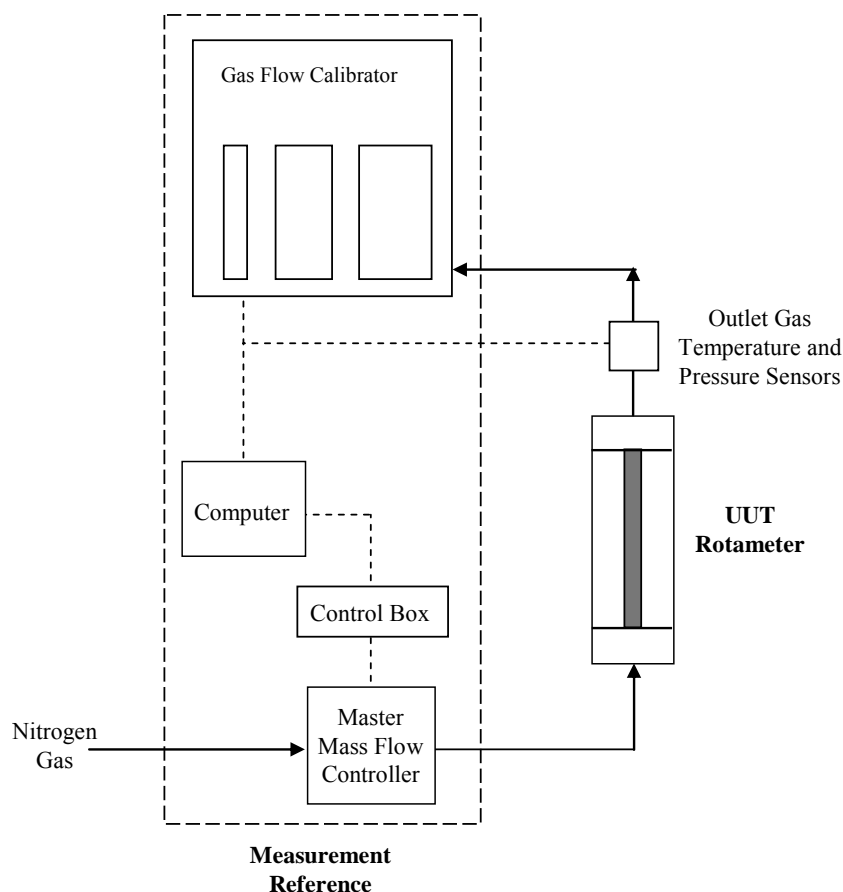 Gas Flow Calibrator
Outlet Gas
Temperature and
Pressure Sensors
Computer
UUT
Rotameter
Control Box
Nitrogen
Gas
Master
Mass Flow
Controller
Measurement
Reference